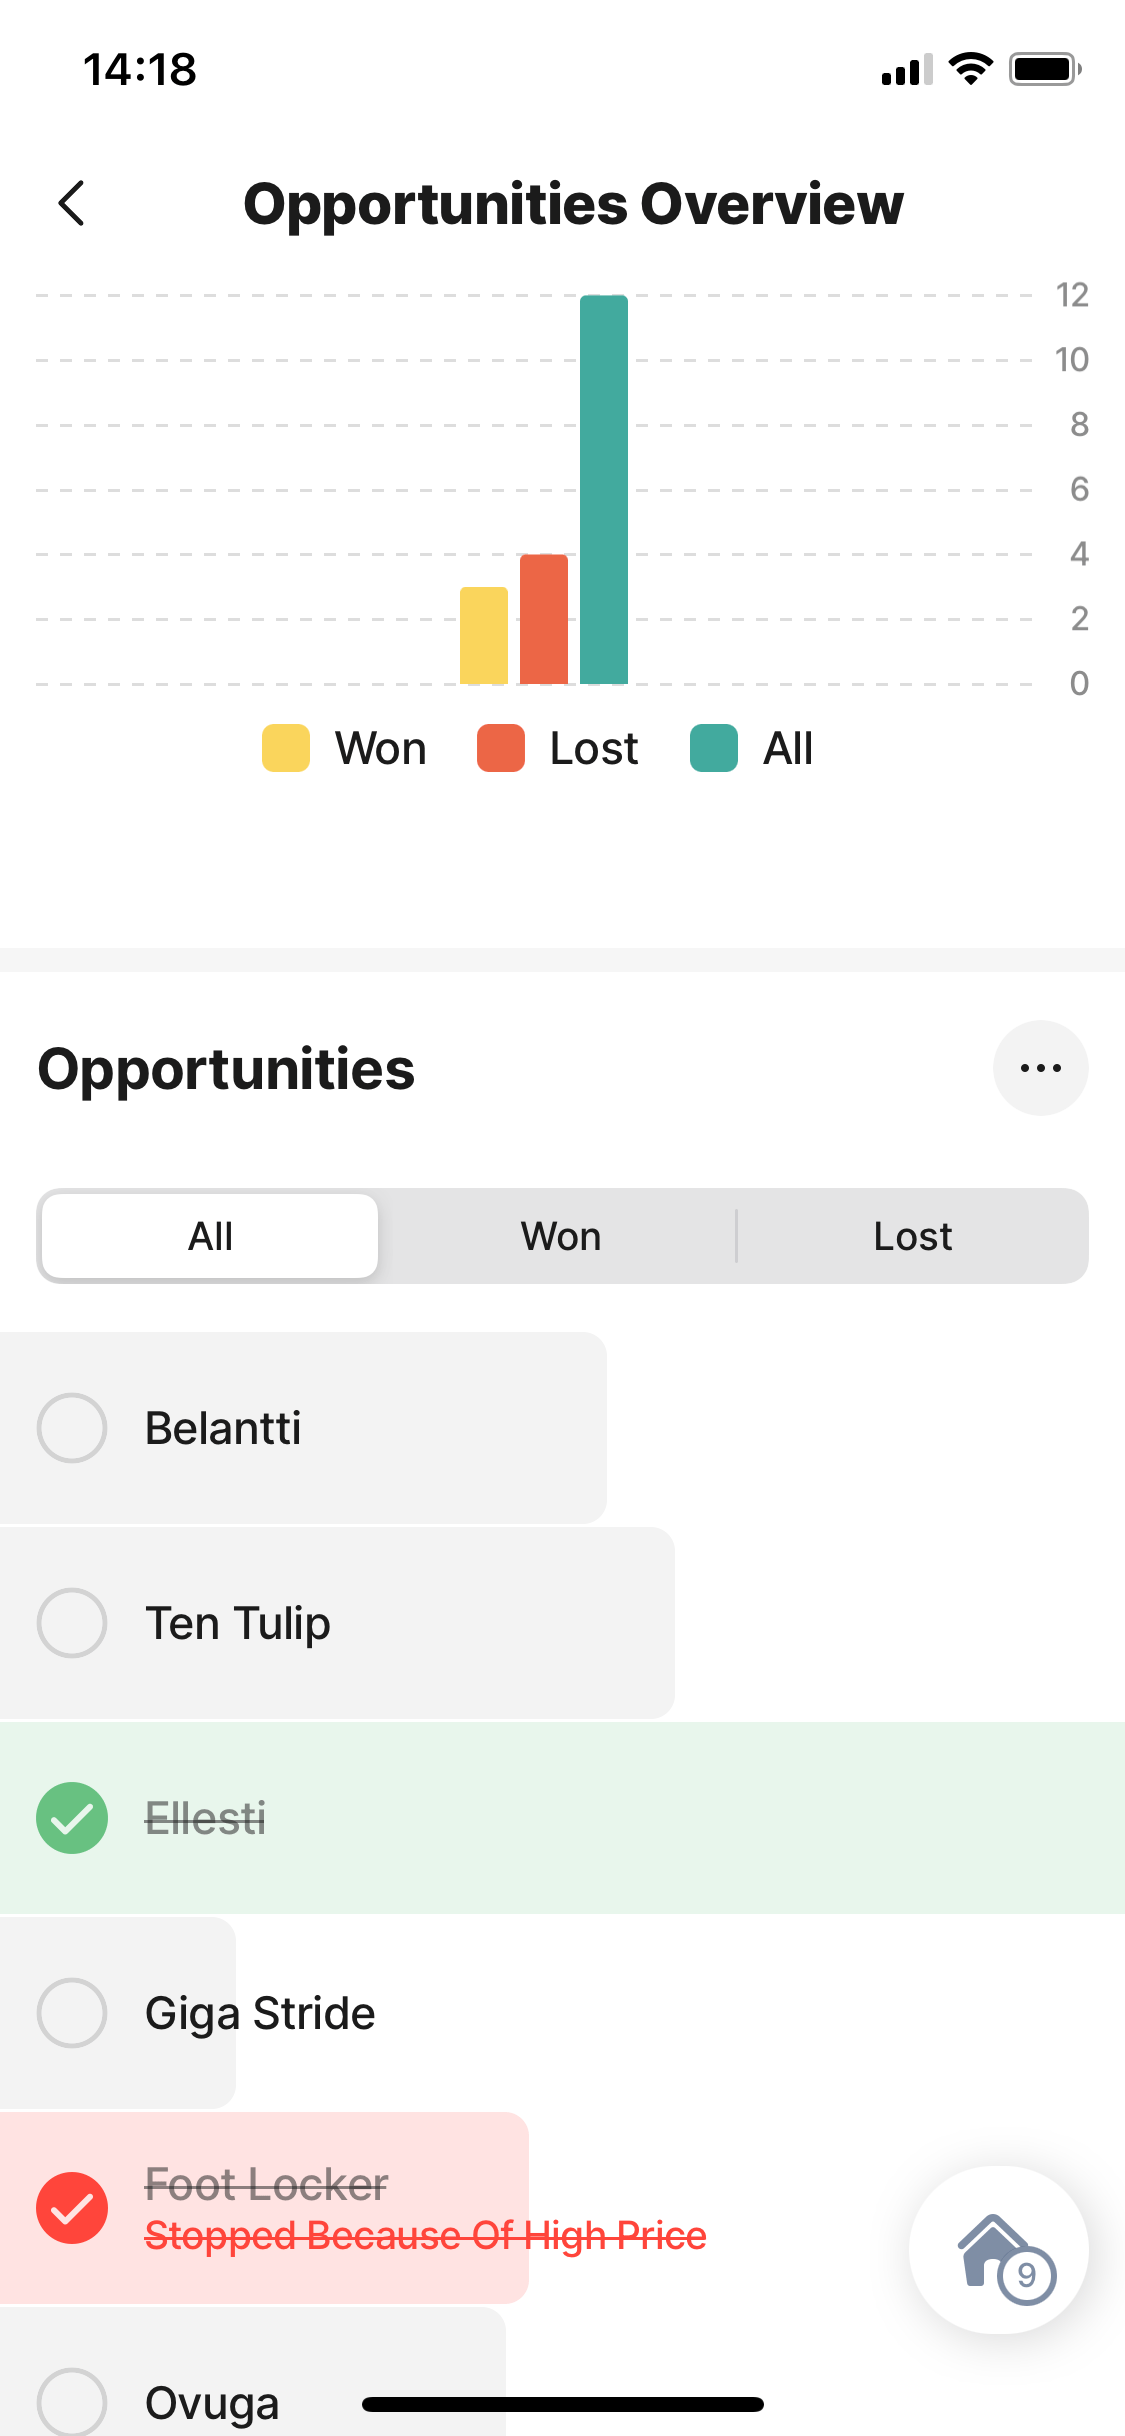 14:18
Opportunities Overview
12
10
8
6
4
2
0
Won Lost All
Opportunities
All Won Lost
Belantti
Ten Tulip
Ellesti
Giga Stride
Foot Locker
Stopped Because Of High Price
9
Ovuga